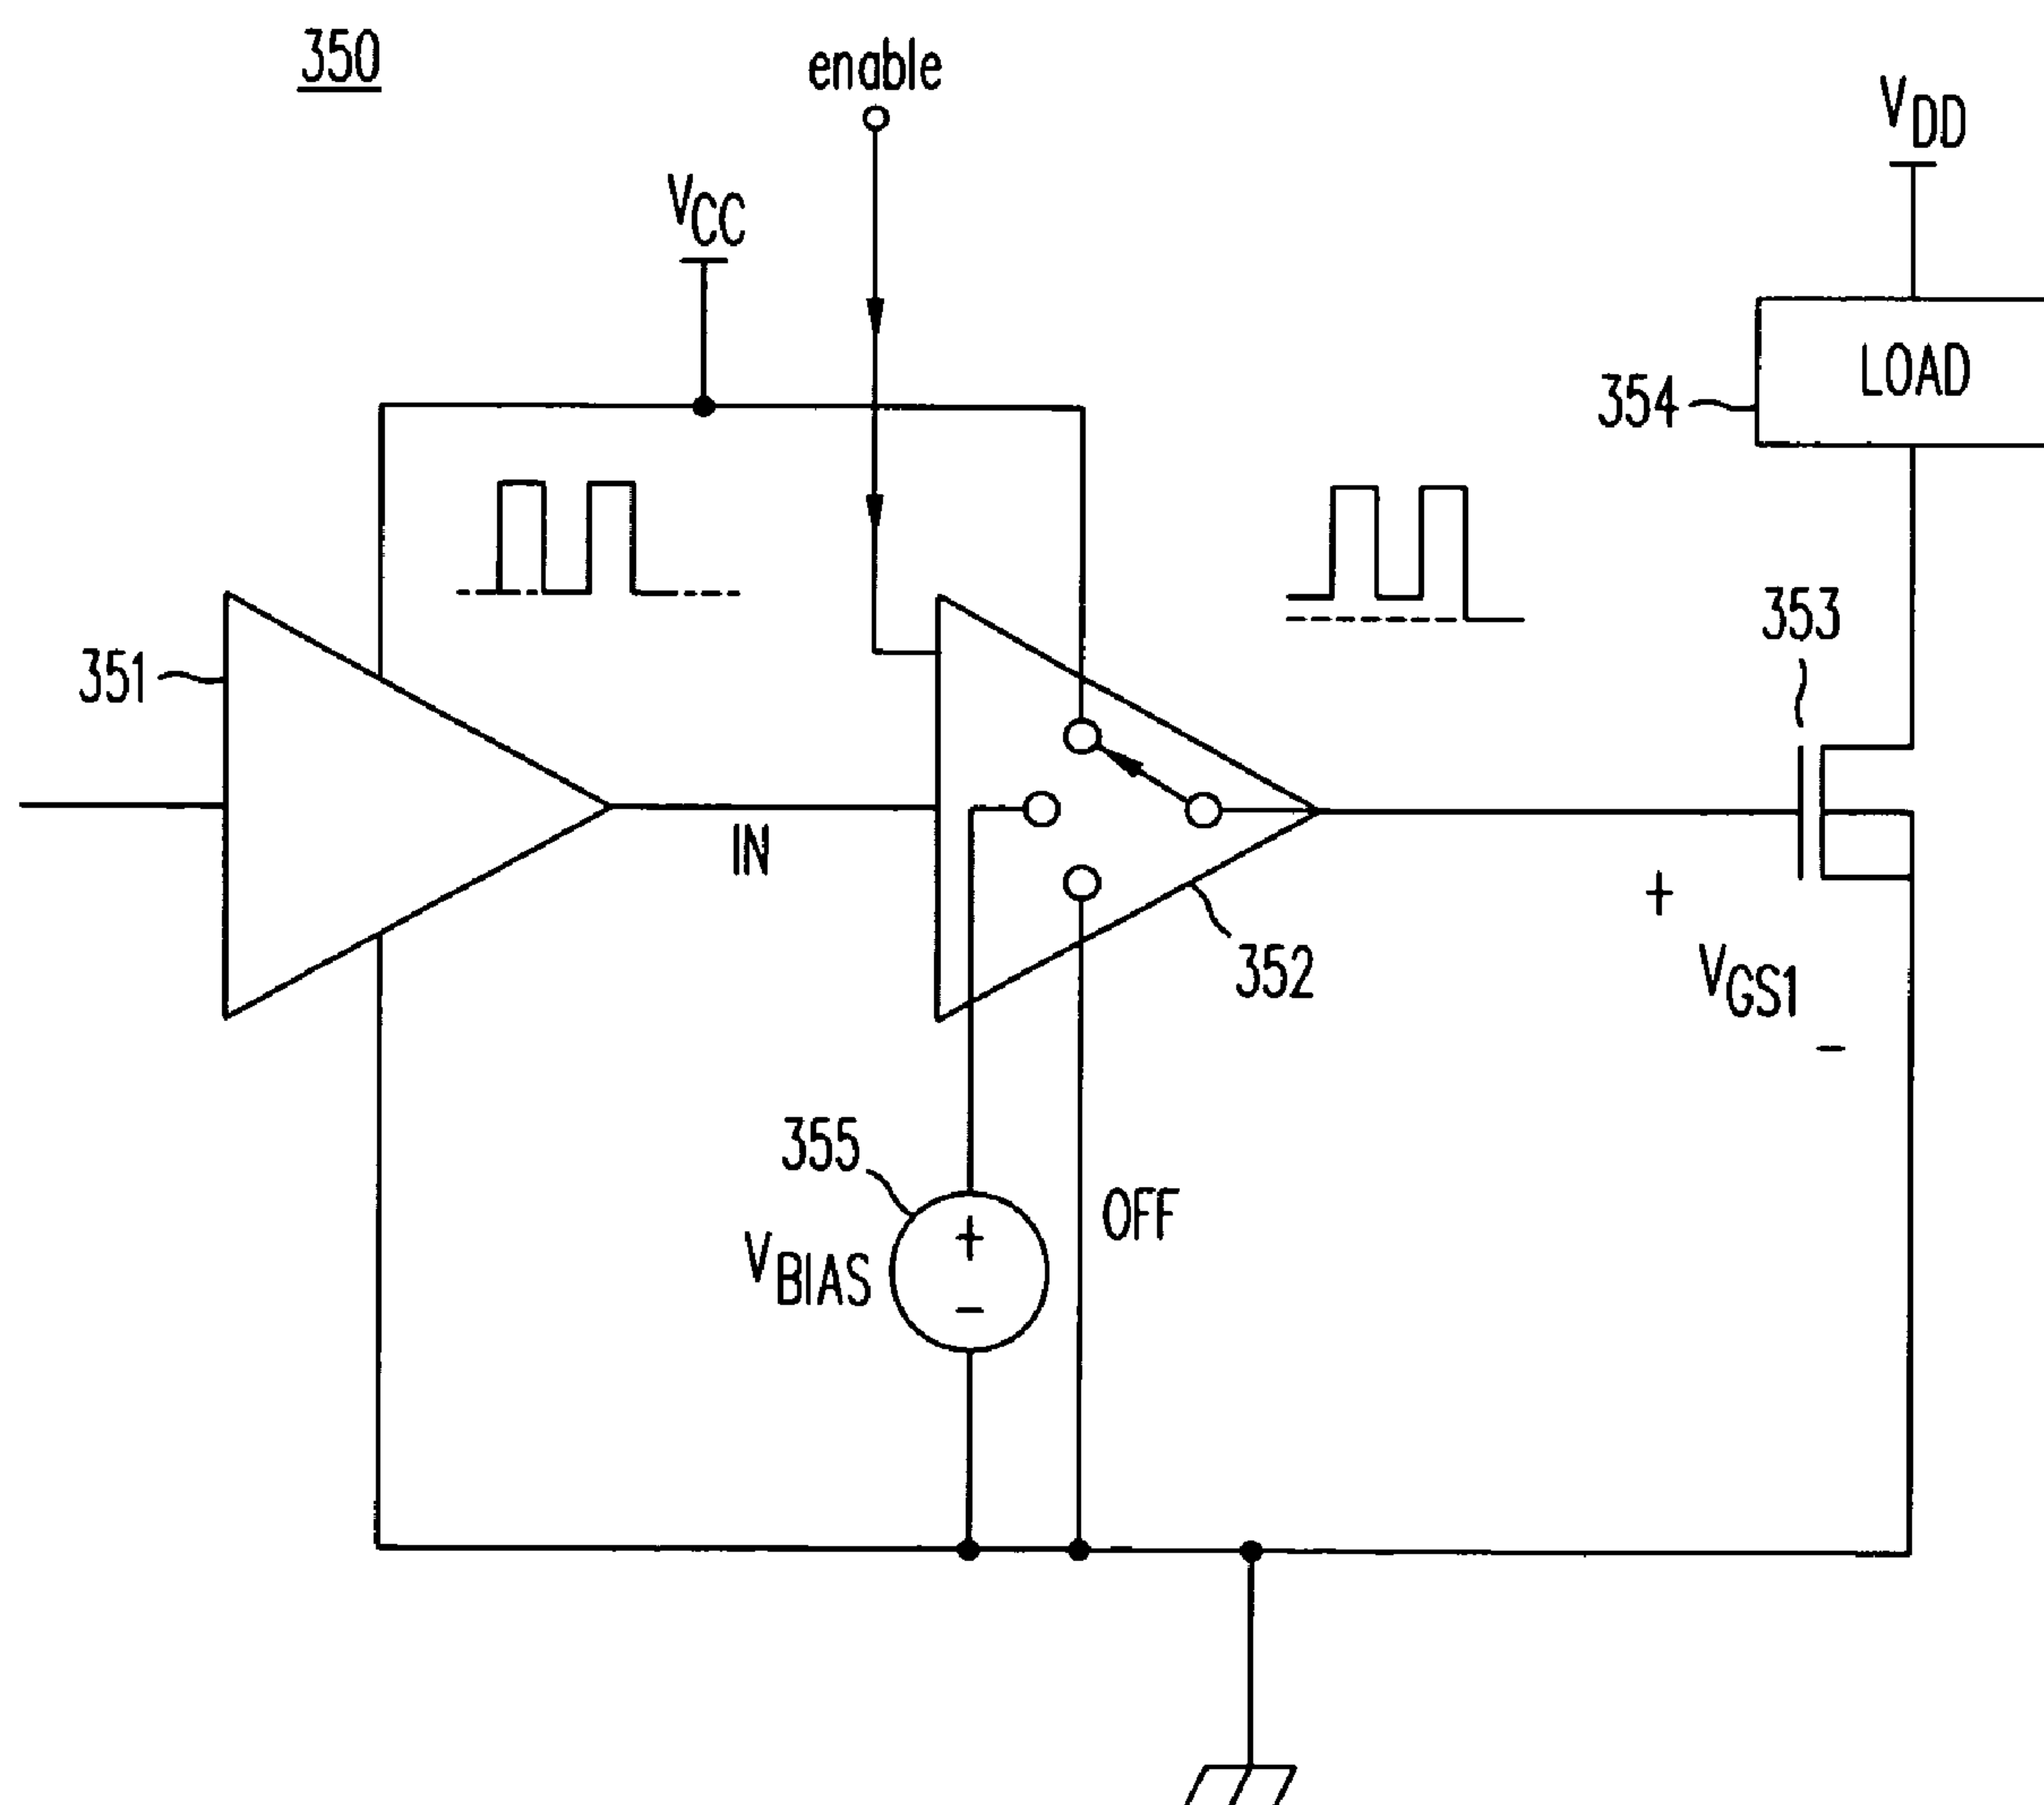 350
enable
VCC
VDD
LOAD
354
353
351
IN
352
+
VGS1
-
355
OFF
+
VBIAS
-